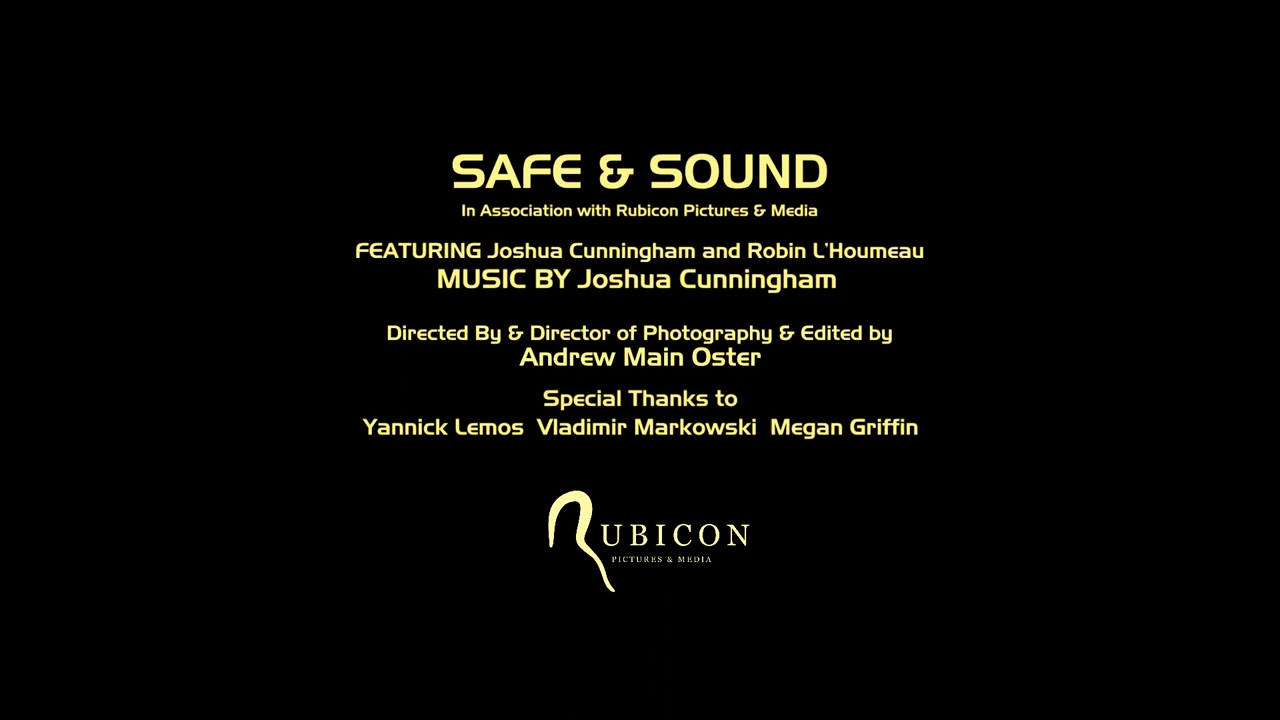 SAFE & SOUND
In Association with Rubicon Pictures & Media
FEATURING Joshua Cunningham and Robin L'Houmeau
MUSIC BY Joshua Cunningham
Directed By & Director of Photography & Edited by
Andrew Main Oster
Special Thanks to
Yannick Lemos  Vladimir Markowski  Megan Griffin
RUBICON
PICTURES & MEDIA